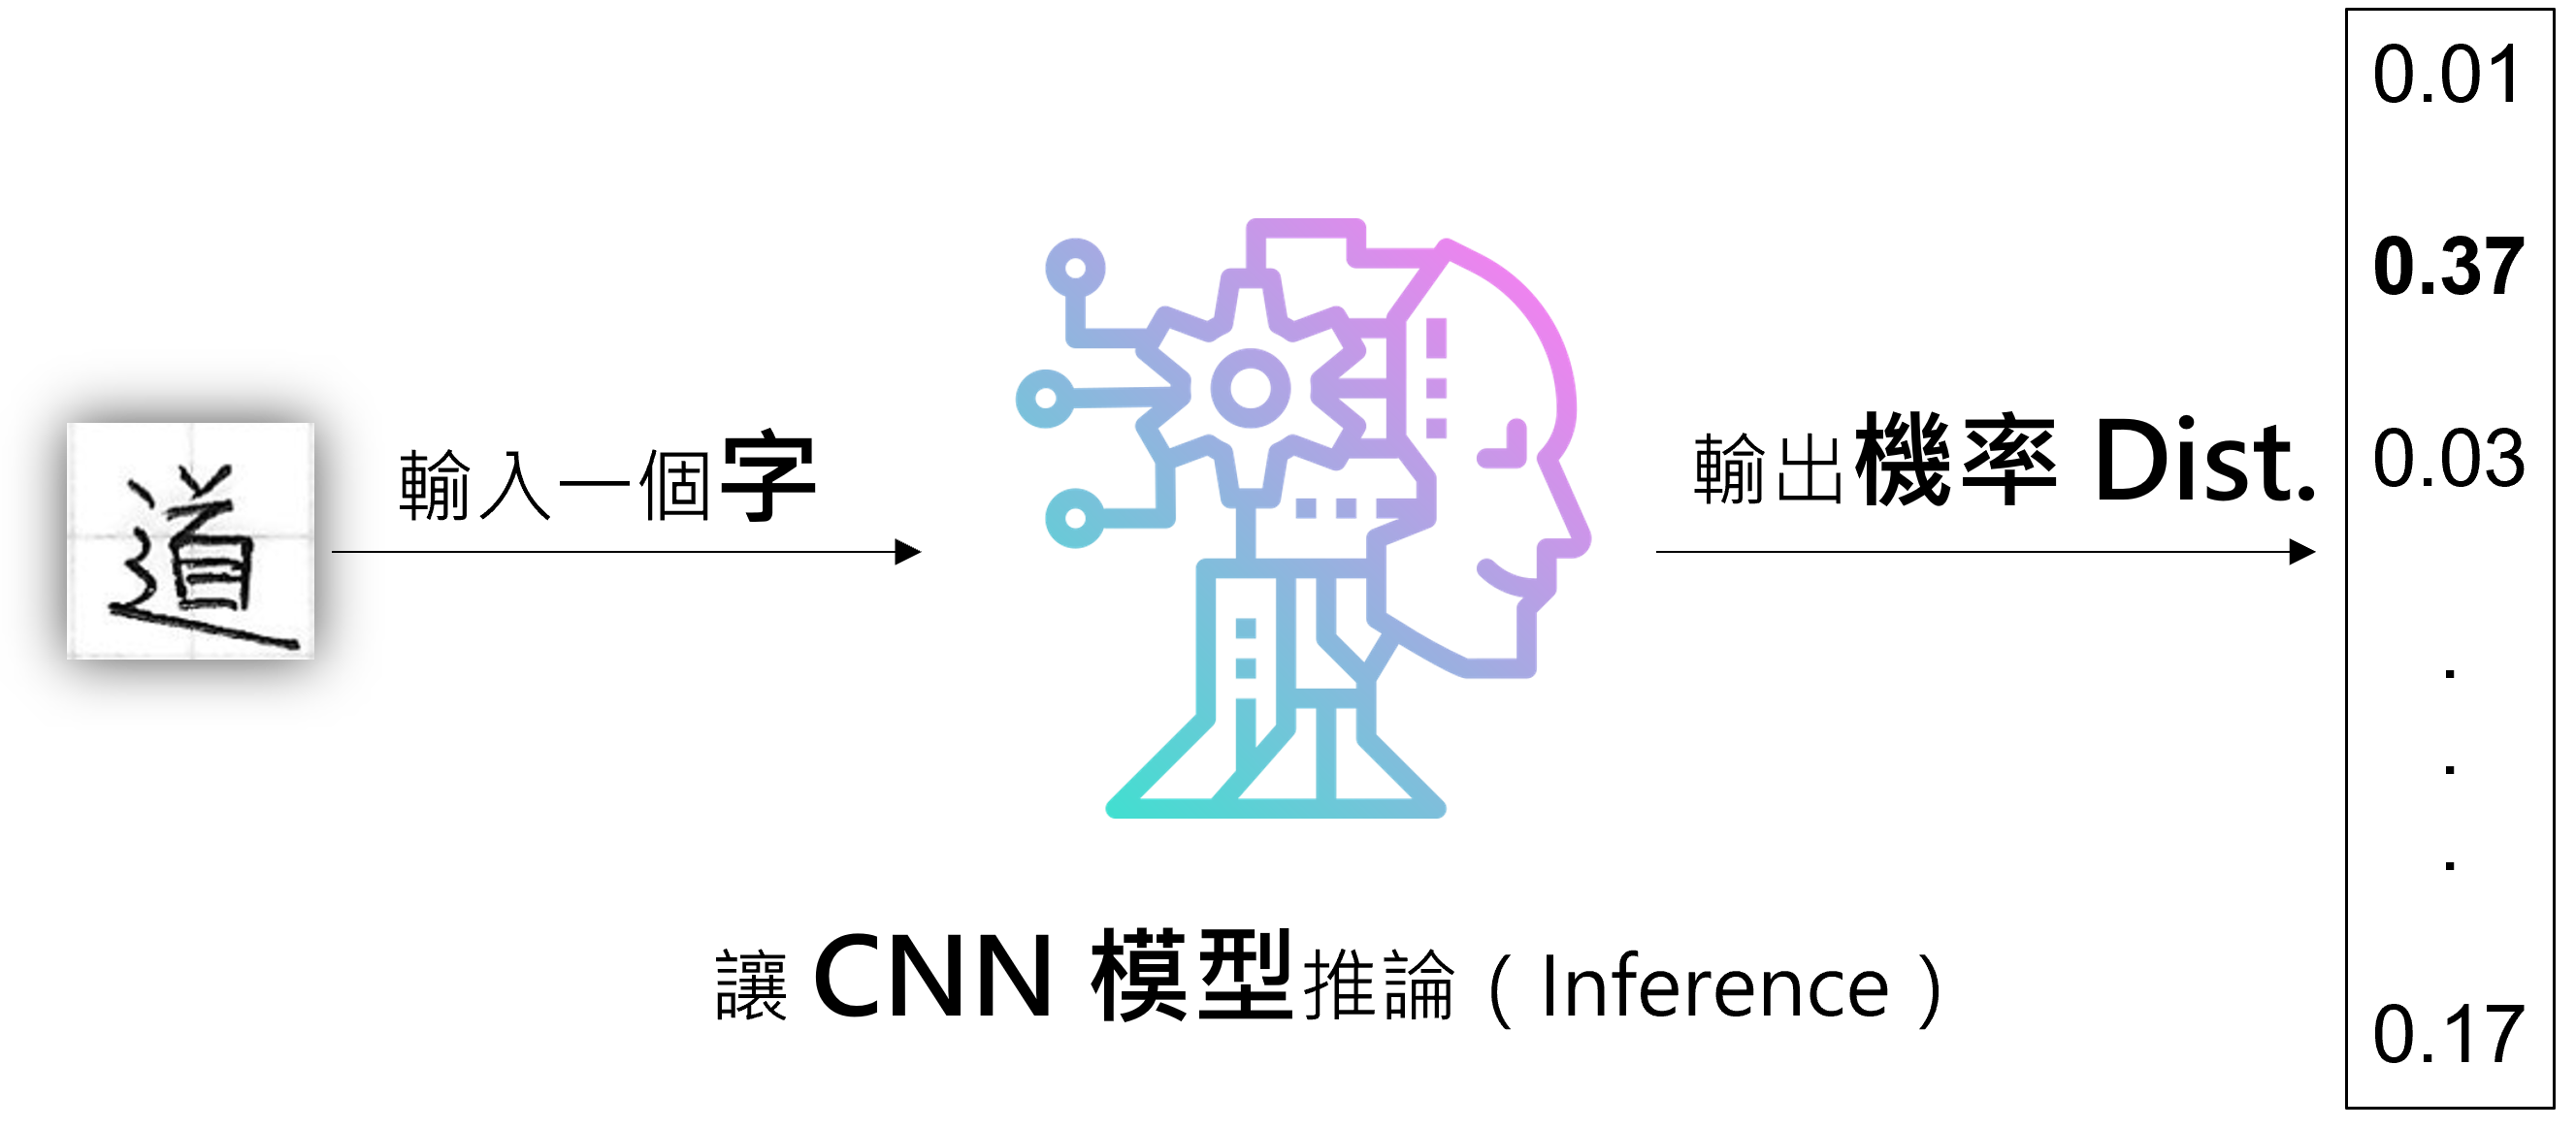 道
輸入一個字
讓 CNN 模型推論（Inference）
輸出機率 Dist.
0.01
0.37
0.03
.
.
.
0.17